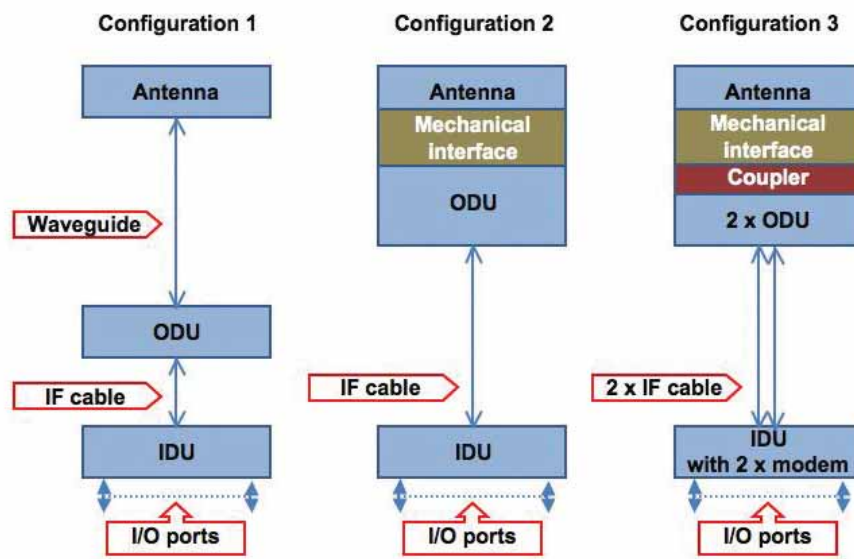 Configuration 1
Antenna
Waveguide
ODU
IF cable
IDU
I/O ports
Configuration 2
Antenna
Mechanical
interface
ODU
IF cable
IDU
I/O ports
Configuration 3
Antenna
Mechanical
interface
Coupler
2 x ODU
2 x IF cable
IDU
with 2 x modem
I/O ports